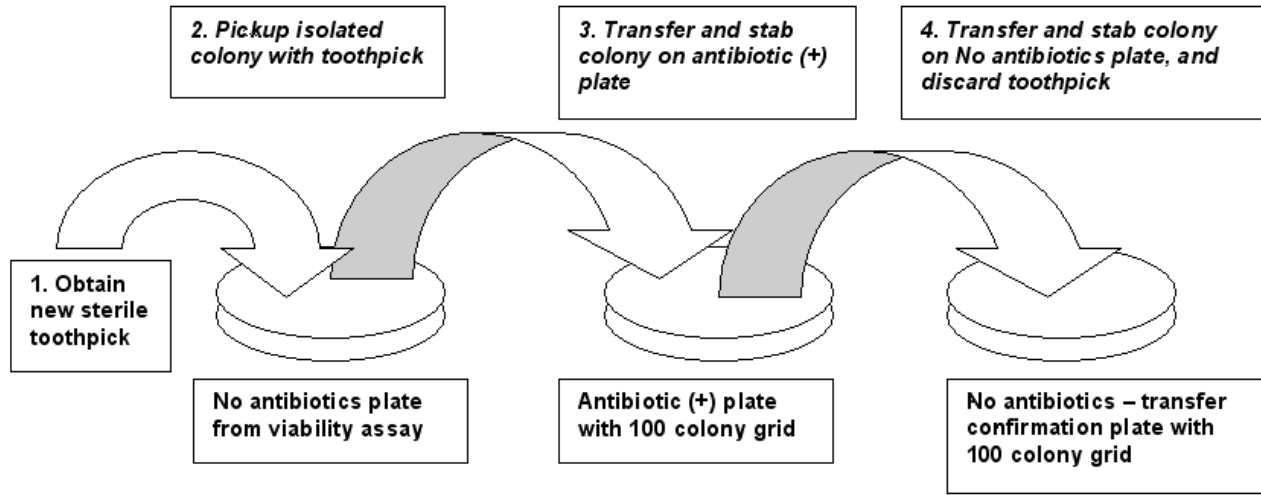 2. Pickup isolated
colony with toothpick
3. Transfer and stab
colony on antibiotic (+)
plate
4. Transfer and stab colony
on No antibiotics plate, and
discard toothpick
1. Obtain
new sterile
toothpick
No antibiotics plate
from viability assay
Antibiotic (+) plate
with 100 colony grid
No antibiotics – transfer
confirmation plate with
100 colony grid